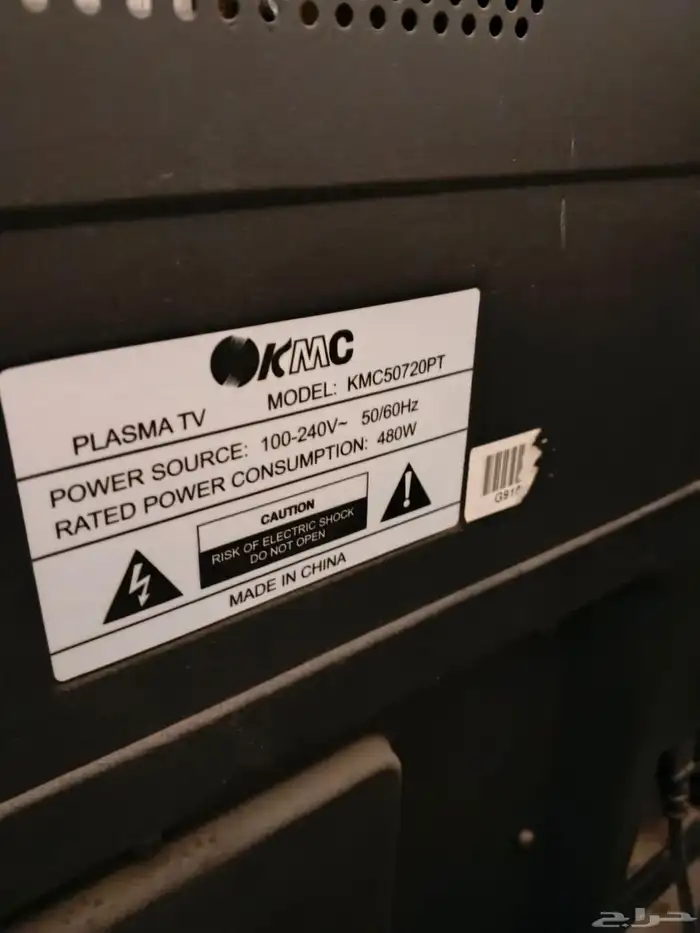 KMC
PLASMA TV MODEL: KMC50720PT
POWER SOURCE: 100-240V~ 50/60Hz
RATED POWER CONSUMPTION: 480W
CAUTION
RISK OF ELECTRIC SHOCK
DO NOT OPEN
MADE IN CHINA
حراج